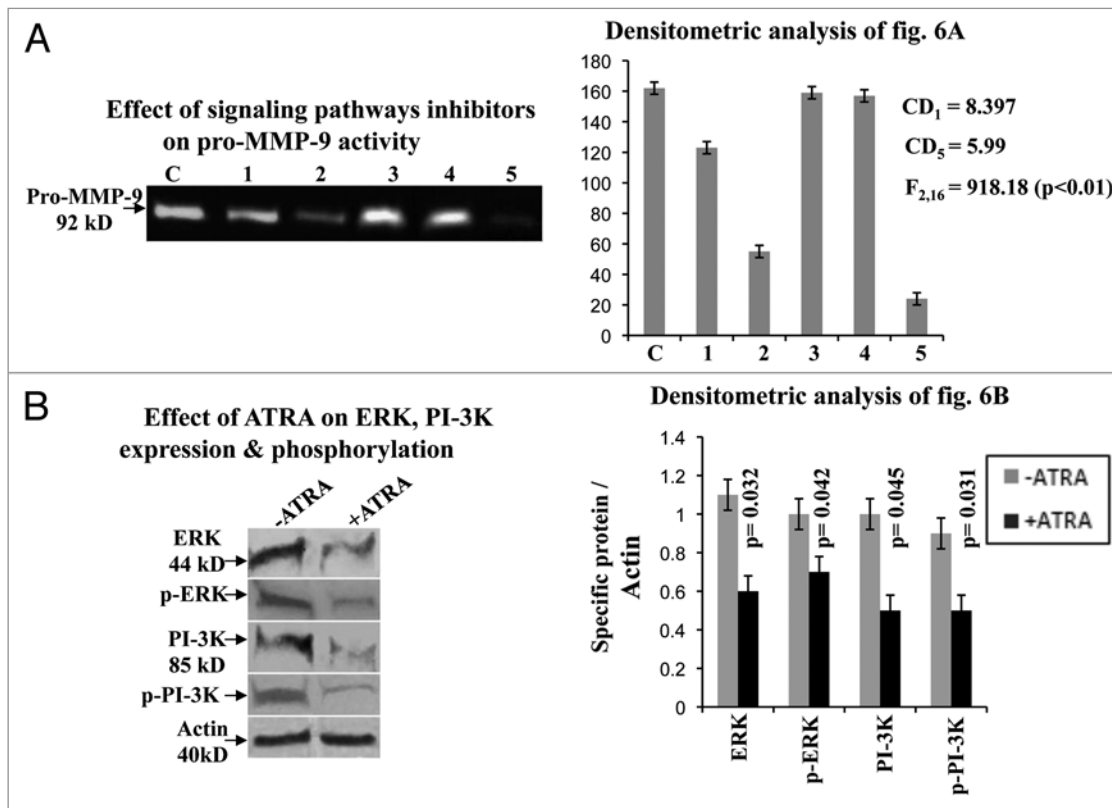 A
Effect of signaling pathways inhibitors
on pro-MMP-9 activity
C 1 2 3 4 5
Pro-MMP-9
92 kD
Densitometric analysis of fig. 6A
180
160
140
120
100
80
60
40
20
0
C 1 2 3 4 5
CD1 = 8.397
CD5 = 5.99
F2,16 = 918.18 (p<0.01)
B
Effect of ATRA on ERK, PI-3K
expression & phosphorylation
-ATRA +ATRA
ERK
44 kD
p-ERK
PI-3K
85 kD
p-PI-3K
Actin
40kD
Densitometric analysis of fig. 6B
Specific protein /
Actin
1.4
1.2
1
0.8
0.6
0.4
0.2
0
p= 0.032
p= 0.042
p= 0.045
p= 0.031
ERK
p-ERK
PI-3K
p-PI-3K
-ATRA
+ATRA